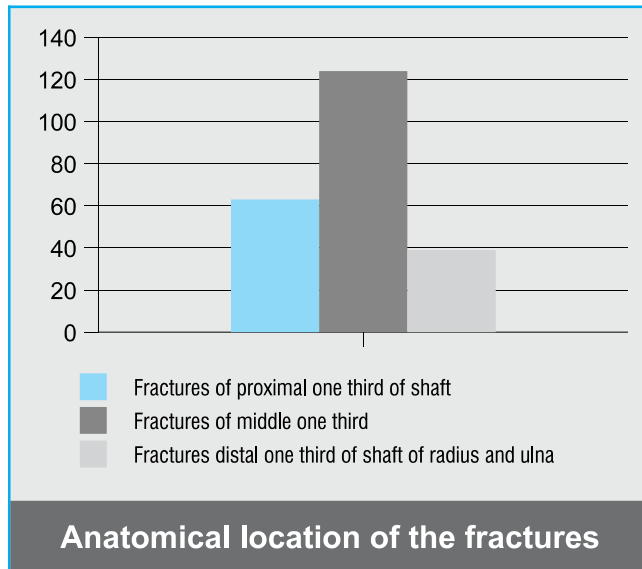 140
120
100
80
60
40
20
0
Fractures of proximal one third of shaft
Fractures of middle one third
Fractures distal one third of shaft of radius and ulna
Anatomical location of the fractures